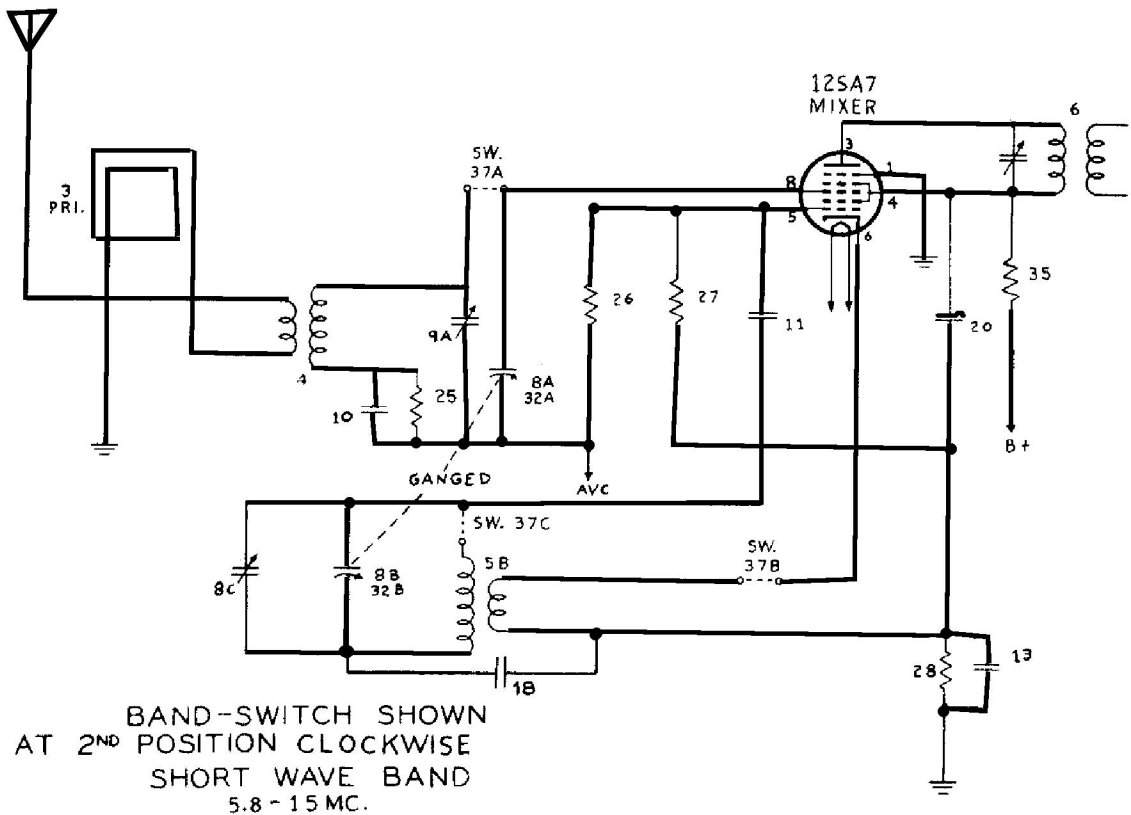 12SA7
MIXER
6
3
1
SW.
37A
8
4
5
6
3
PRI.
35
26
27
11
20
9A
4
25
8A
32A
10
B+
GANGED
AVC
SW. 37C
SW.
37B
5B
8C
8B
32B
13
28
18
BAND-SWITCH SHOWN
AT 2ND POSITION CLOCKWISE
SHORT WAVE BAND
5.8-15 MC.